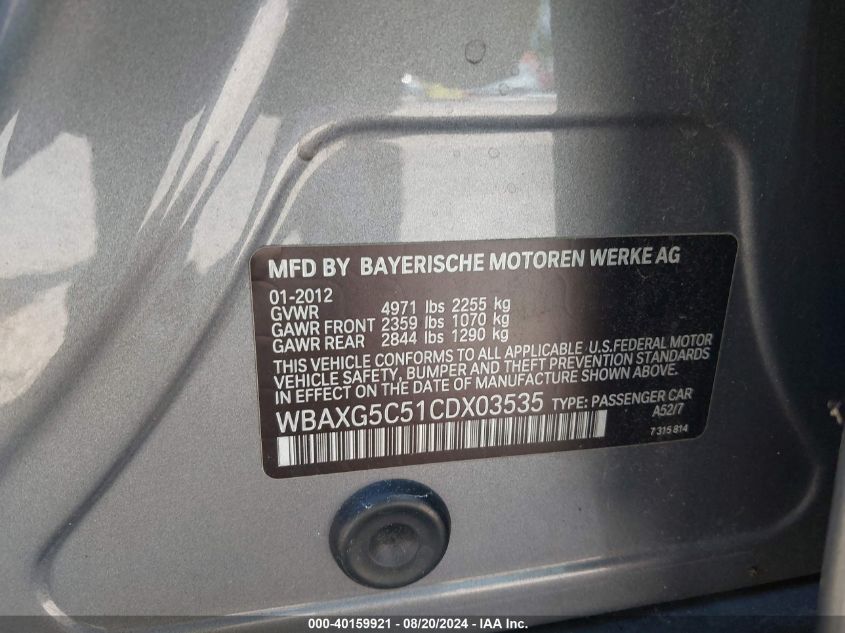 MFD BY BAYERISCHE MOTOREN WERKE AG
01-2012
GVWR 4971 lbs 2255 kg
GAWR FRONT 2359 lbs 1070 kg
GAWR REAR 2844 lbs 1290 kg
THIS VEHICLE CONFORMS TO ALL APPLICABLE U.S.FEDERAL MOTOR
VEHICLE SAFETY, BUMPER AND THEFT PREVENTION STANDARDS
IN EFFECT ON THE DATE OF MANUFACTURE SHOWN ABOVE.
WBAXG5C51CDX03535 TYPE: PASSENGER CAR
A52/7
7 315 814
000-40159921 - 08/20/2024 - IAA Inc.